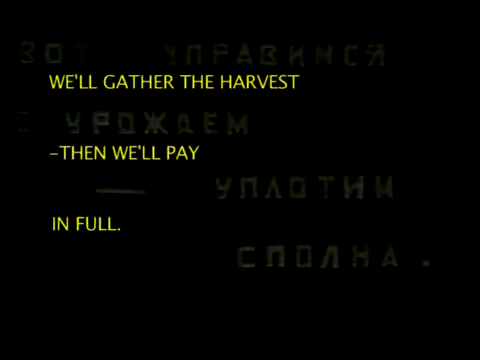 ВОТ УПРАВИМСЯ
WE'LL GATHER THE HARVEST
С УРОЖАЕМ
–THEN WE'LL PAY
— УПЛОТИМ
IN FULL.
СПОЛНА.